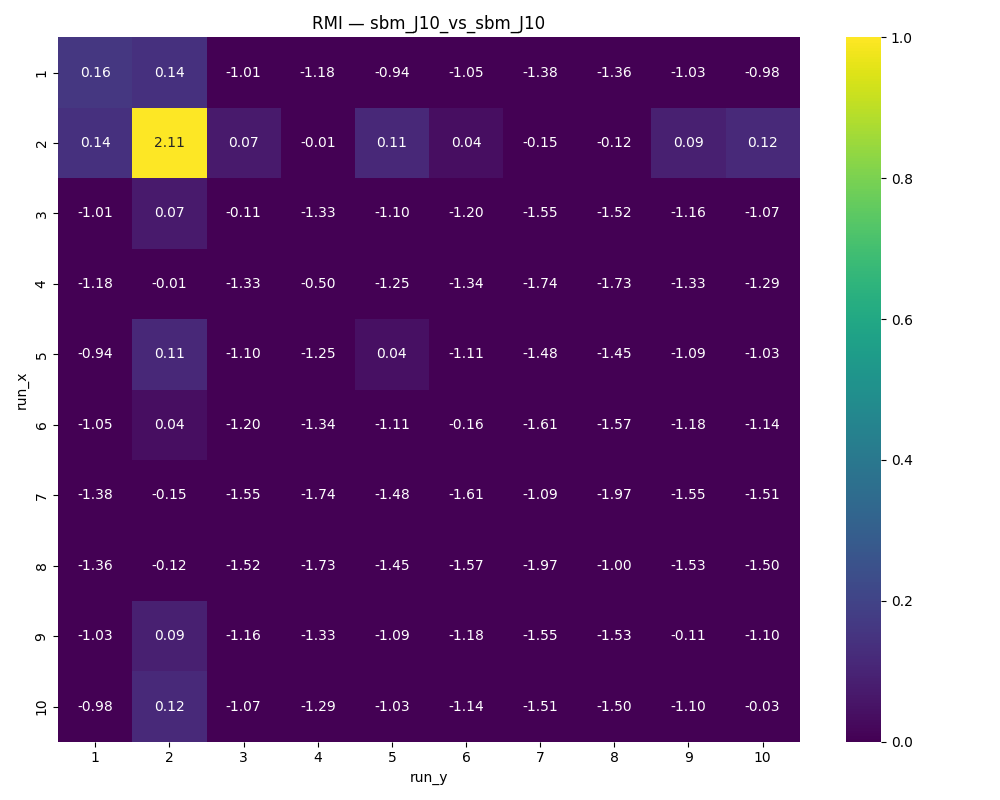 RMI — sbm_J10_vs_sbm_J10
1 0.16 0.14 -1.01 -1.18 -0.94 -1.05 -1.38 -1.36 -1.03 -0.98
2 0.14 2.11 0.07 -0.01 0.11 0.04 -0.15 -0.12 0.09 0.12
3 -1.01 0.07 -0.11 -1.33 -1.10 -1.20 -1.55 -1.52 -1.16 -1.07
4 -1.18 -0.01 -1.33 -0.50 -1.25 -1.34 -1.74 -1.73 -1.33 -1.29
5 -0.94 0.11 -1.10 -1.25 0.04 -1.11 -1.48 -1.45 -1.09 -1.03
6 -1.05 0.04 -1.20 -1.34 -1.11 -0.16 -1.61 -1.57 -1.18 -1.14
7 -1.38 -0.15 -1.55 -1.74 -1.48 -1.61 -1.09 -1.97 -1.55 -1.51
8 -1.36 -0.12 -1.52 -1.73 -1.45 -1.57 -1.97 -1.00 -1.53 -1.50
9 -1.03 0.09 -1.16 -1.33 -1.09 -1.18 -1.55 -1.53 -0.11 -1.10
10 -0.98 0.12 -1.07 -1.29 -1.03 -1.14 -1.51 -1.50 -1.10 -0.03
1 2 3 4 5 6 7 8 9 10
run_y
run_x
1.0
0.8
0.6
0.4
0.2
0.0